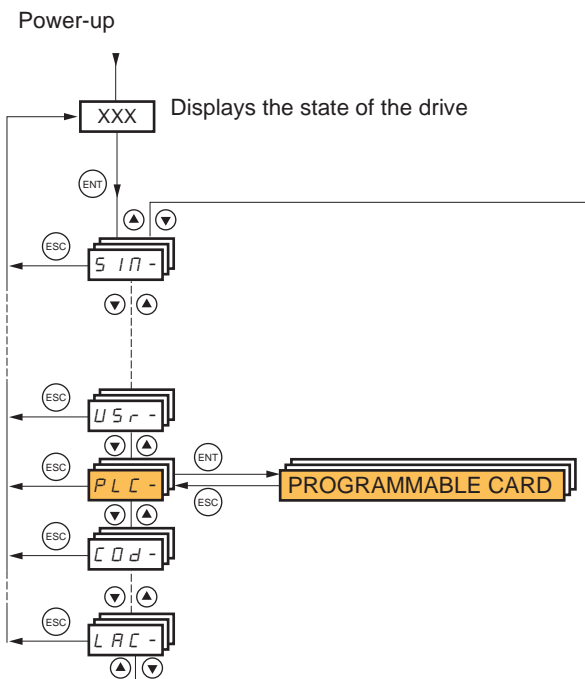 Power-up
XXX Displays the state of the drive
ENT
ESC
SIM-
ESC
USr-
ESC
PLC-
ENT
ESC
PROGRAMMABLE CARD
ESC
COd-
ESC
LAC-